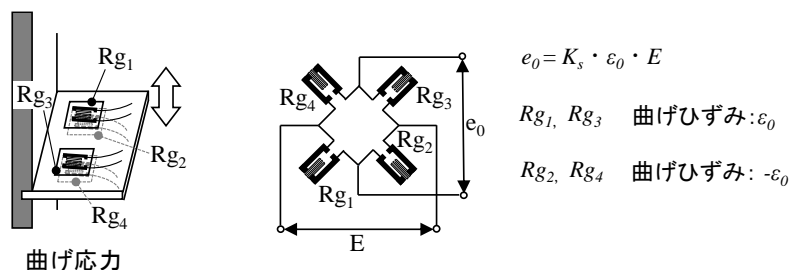 Rg1
Rg3
Rg2
Rg4
曲げ応力
Rg4
Rg3
Rg2
Rg1
e0
E
e0 = Ks・ε0・E
Rg1, Rg3 曲げひずみ:ε0
Rg2, Rg4 曲げひずみ: -ε0